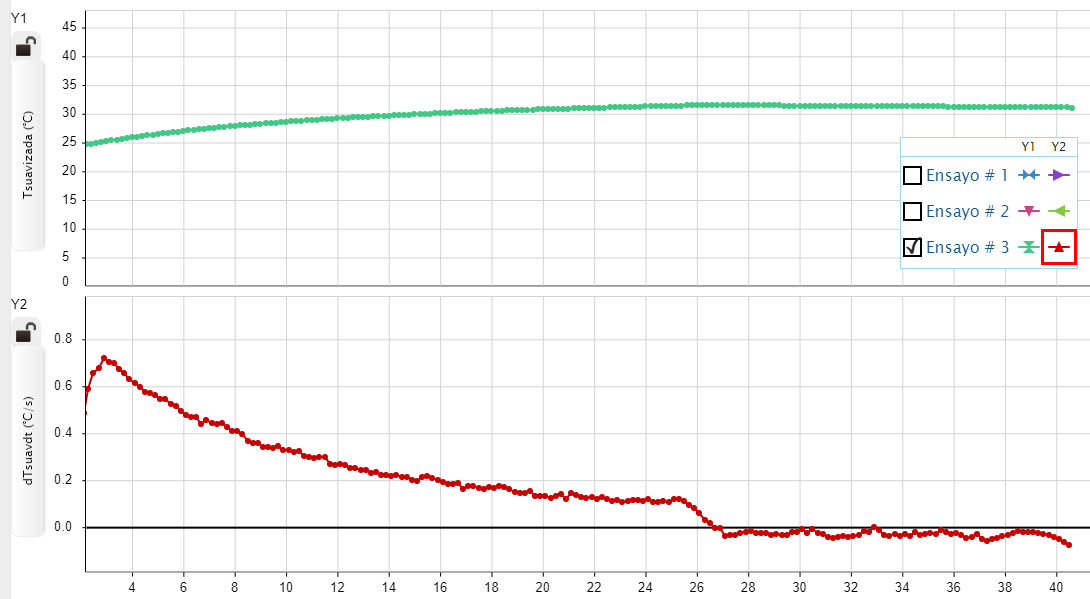 Y1
Tsuavizada (°C)
45
40
35
30
25
20
15
10
5
0
Y1 Y2
Ensayo # 1
Ensayo # 2
Ensayo # 3
Y2
dTsuavdt (°C/s)
0.8
0.6
0.4
0.2
0.0
4 6 8 10 12 14 16 18 20 22 24 26 28 30 32 34 36 38 40